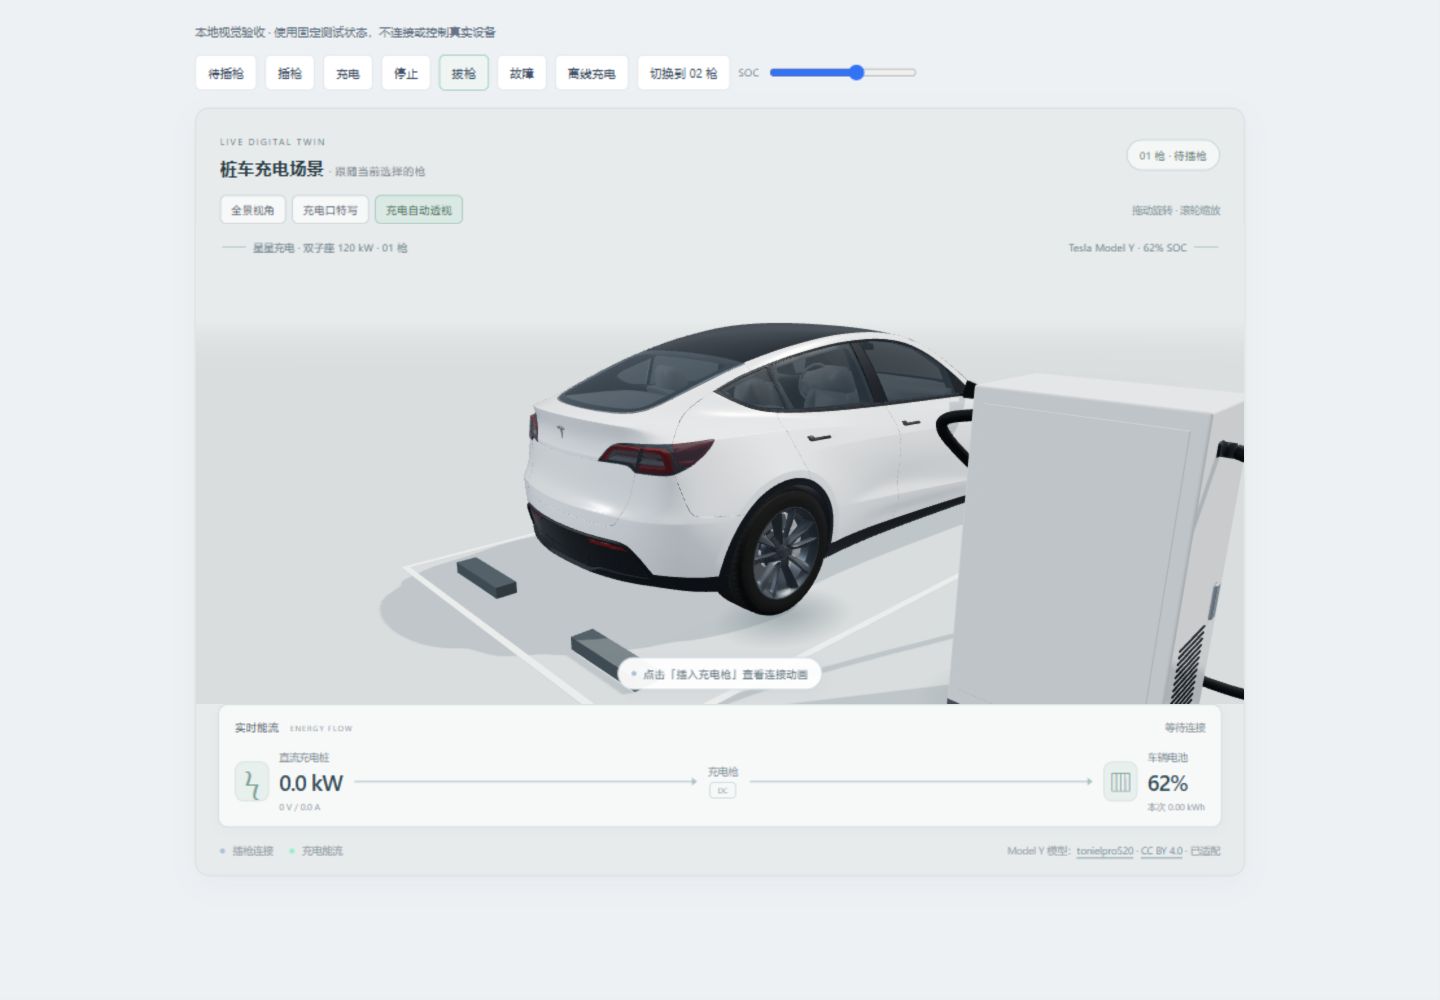 本地视觉验收 · 使用固定测试状态，不连接或控制真实设备
待插枪 插枪 充电 停止 拔枪 故障 离线充电 切换到 02 枪 SOC
LIVE DIGITAL TWIN
桩车充电场景 · 跟随当前选择的枪
01 枪 · 待插枪
全景视角 充电口特写 充电自动透视
拖动旋转 · 滚轮缩放
星星充电 · 双子座 120 kW · 01 枪
Tesla Model Y · 62% SOC
点击「插入充电枪」查看连接动画
实时能流 ENERGY FLOW
等待连接
直流充电桩
0.0 kW
0 V / 0.0 A
充电枪
DC
车辆电池
62%
本次 0.00 kWh
插枪连接 充电能流
Model Y 模型：tonielpro520 · CC BY 4.0 · 已适配